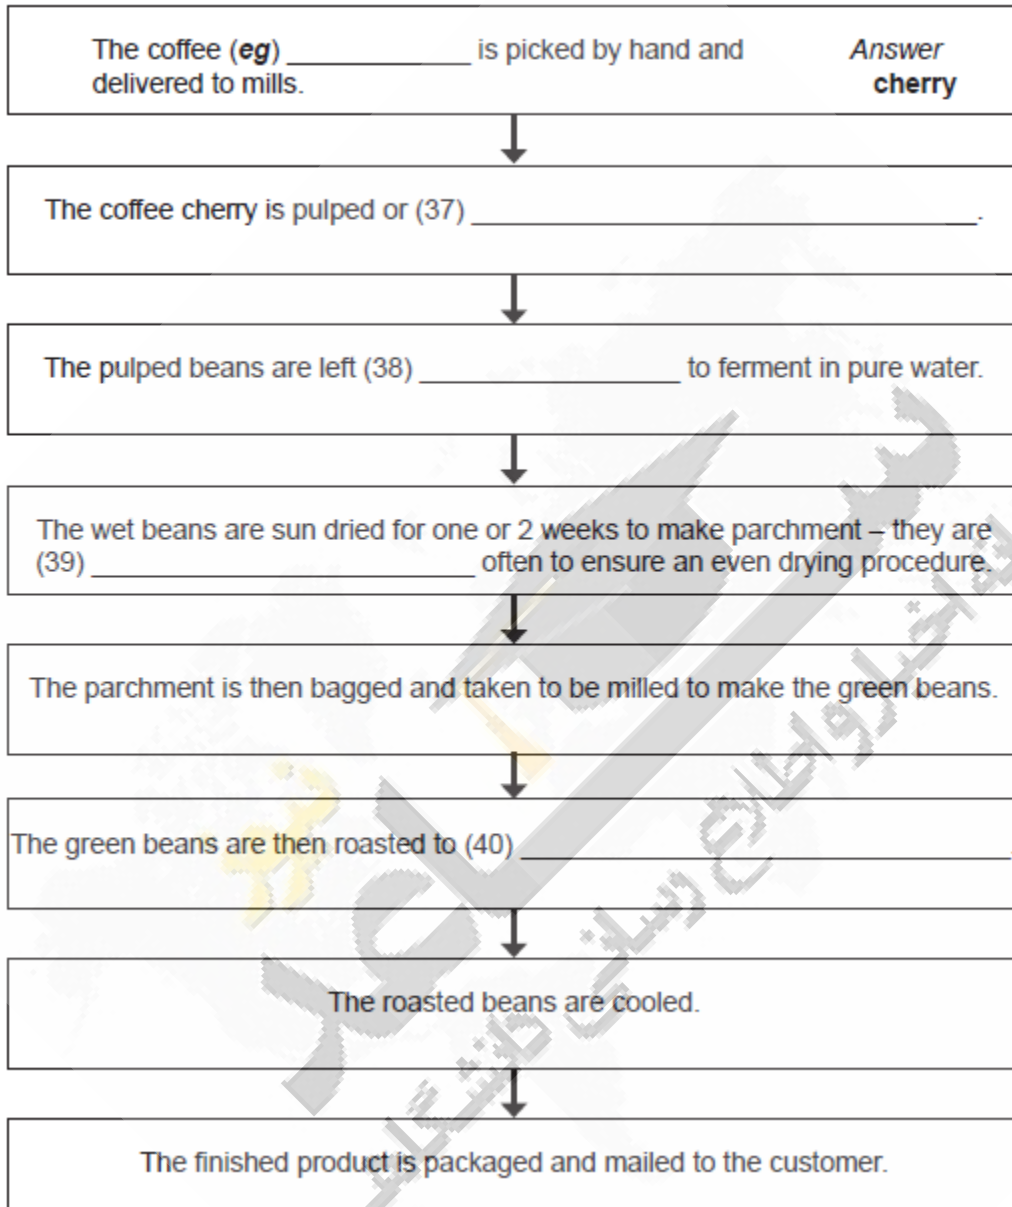 The coffee (eg) ____________ is picked by hand and Answer
delivered to mills. cherry
The coffee cherry is pulped or (37) ___________________________________.
The pulped beans are left (38) __________________ to ferment in pure water.
The wet beans are sun dried for one or 2 weeks to make parchment – they are
(39) __________________________ often to ensure an even drying procedure.
The parchment is then bagged and taken to be milled to make the green beans.
The green beans are then roasted to (40) __________________________________.
The roasted beans are cooled.
The finished product is packaged and mailed to the customer.